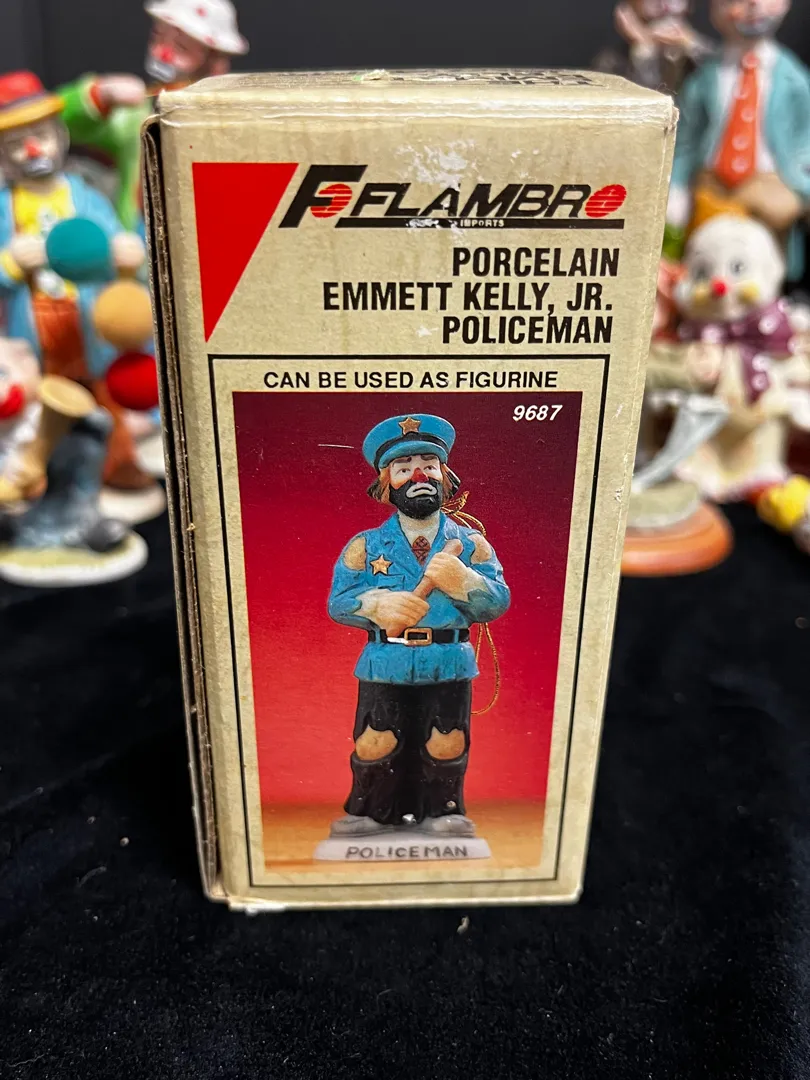 FLAMBRO
IMPORTS
PORCELAIN
EMMETT KELLY, JR.
POLICEMAN
CAN BE USED AS FIGURINE
9687
POLICEMAN